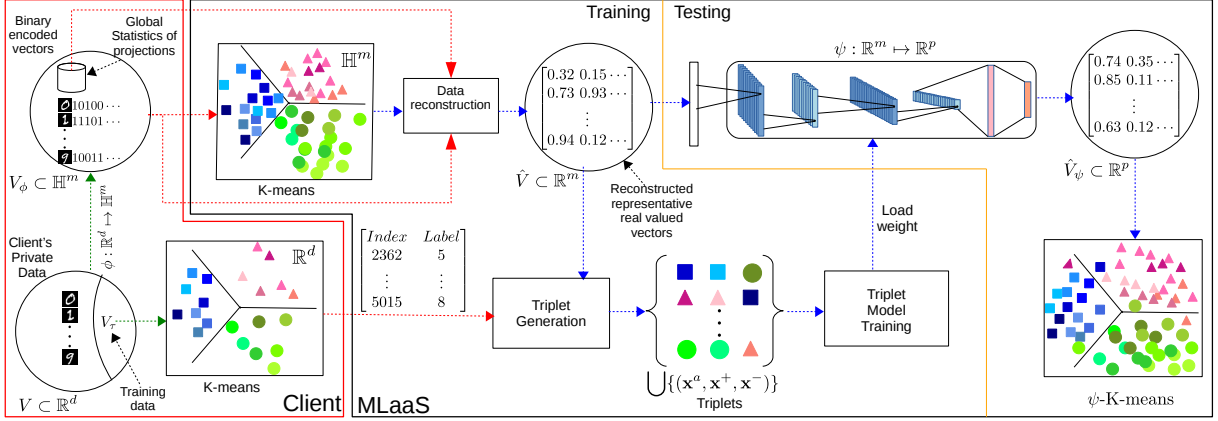 Binary
encoded
vectors
Global
Statistics of
projections
0 10100 · · ·
1 11101 · · ·
⋮
9 10011 · · ·
V_ϕ ⊂ ℍ^m
ϕ : ℝ^d ↦ ℍ^m
Client's
Private
Data
0
1
⋮
9
V_τ
V ⊂ ℝ^d
Training
data
ℝ^d
K-means
Client
ℍ^m
K-means
Data
reconstruction
Training
0.32 0.15 · · ·
0.73 0.93 · · ·
⋮
0.94 0.12 · · ·
V̂ ⊂ ℝ^m
Reconstructed
representative
real valued
vectors
Index Label
2362 5
⋮ ⋮
5015 8
Triplet
Generation
⋃{(x^a, x^+, x^−)}
Triplets
Triplet
Model
Training
MLaaS
Testing
ψ : ℝ^m ↦ ℝ^p
Load
weight
0.74 0.35 · · ·
0.85 0.11 · · ·
⋮
0.63 0.12 · · ·
V̂_ψ ⊂ ℝ^p
ψ-K-means